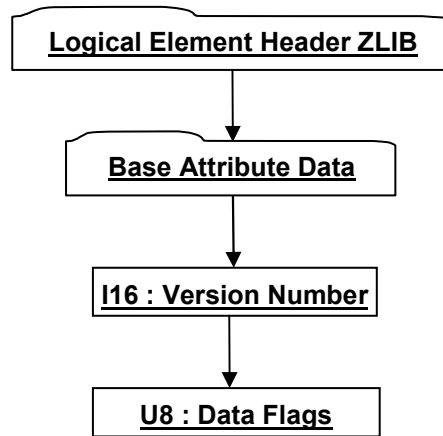 Logical Element Header ZLIB
Base Attribute Data
I16 : Version Number
U8 : Data Flags